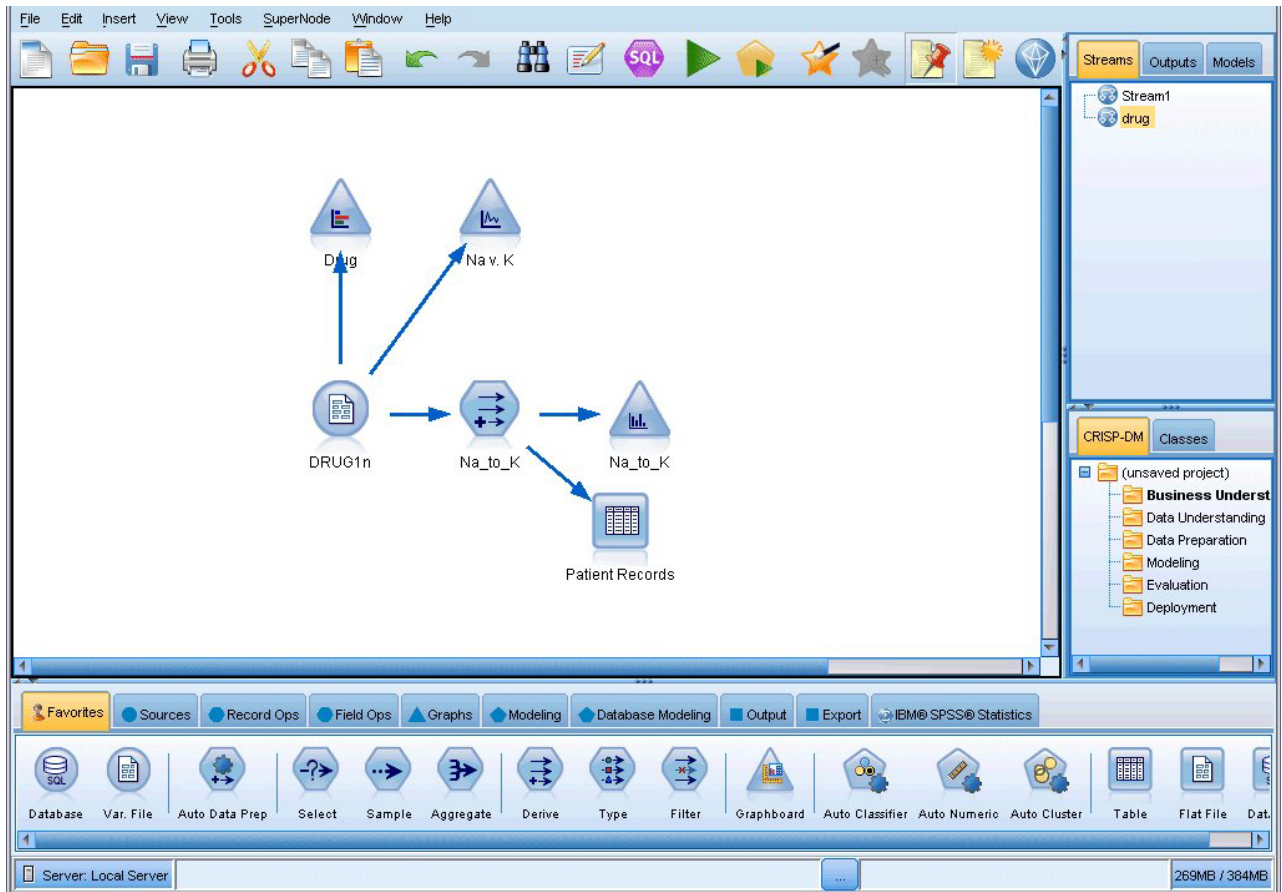 File Edit Insert View Tools SuperNode Window Help
SQL
Streams Outputs Models
Stream1
drug
Drug
Na v. K
DRUG1n
Na_to_K
Na_to_K
Patient Records
CRISP-DM Classes
(unsaved project)
Business Underst
Data Understanding
Data Preparation
Modeling
Evaluation
Deployment
Favorites Sources Record Ops Field Ops Graphs Modeling Database Modeling Output Export IBM® SPSS® Statistics
SQL
Database Var. File Auto Data Prep Select Sample Aggregate Derive Type Filter Graphboard Auto Classifier Auto Numeric Auto Cluster Table Flat File Dat
Server: Local Server ... 269MB / 384MB